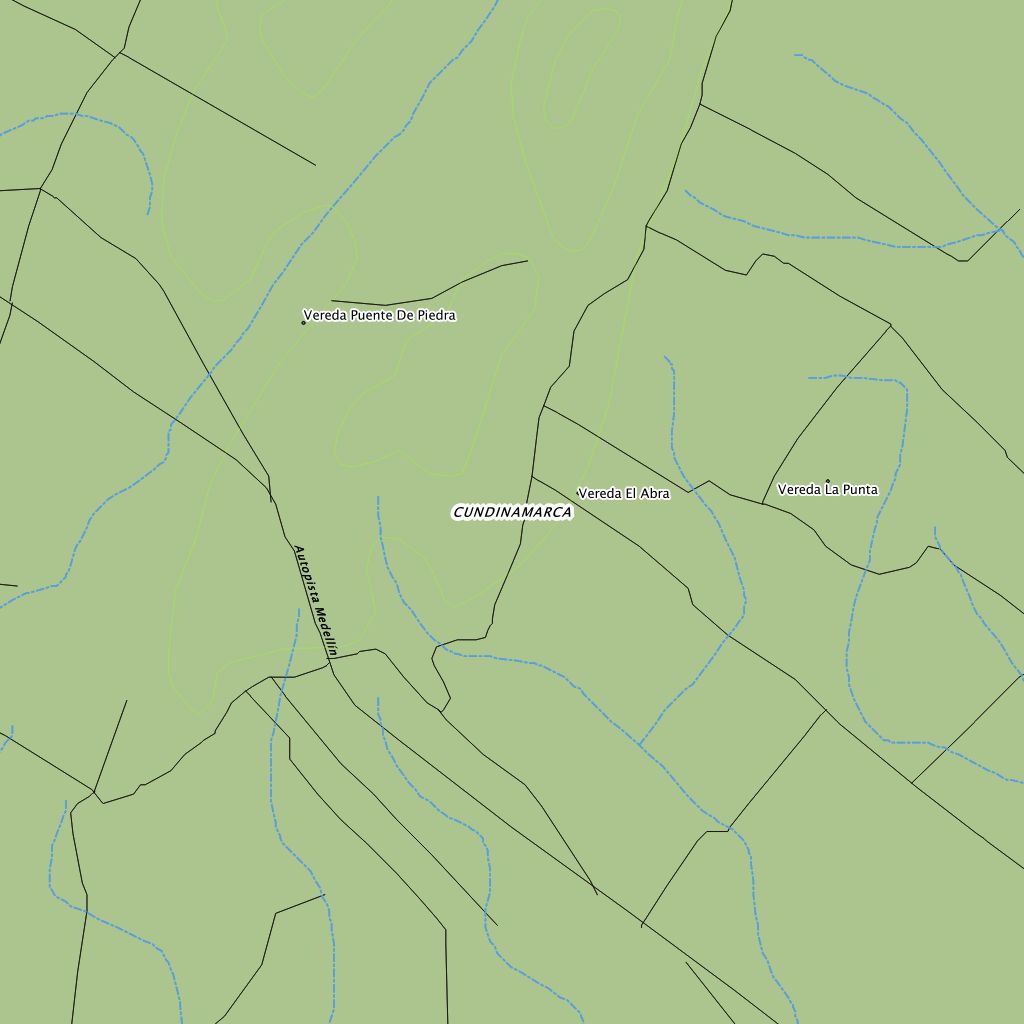 Vereda Puente De Piedra
Vereda La Punta
Vereda El Abra
CUNDINAMARCA
Autopista Medellín